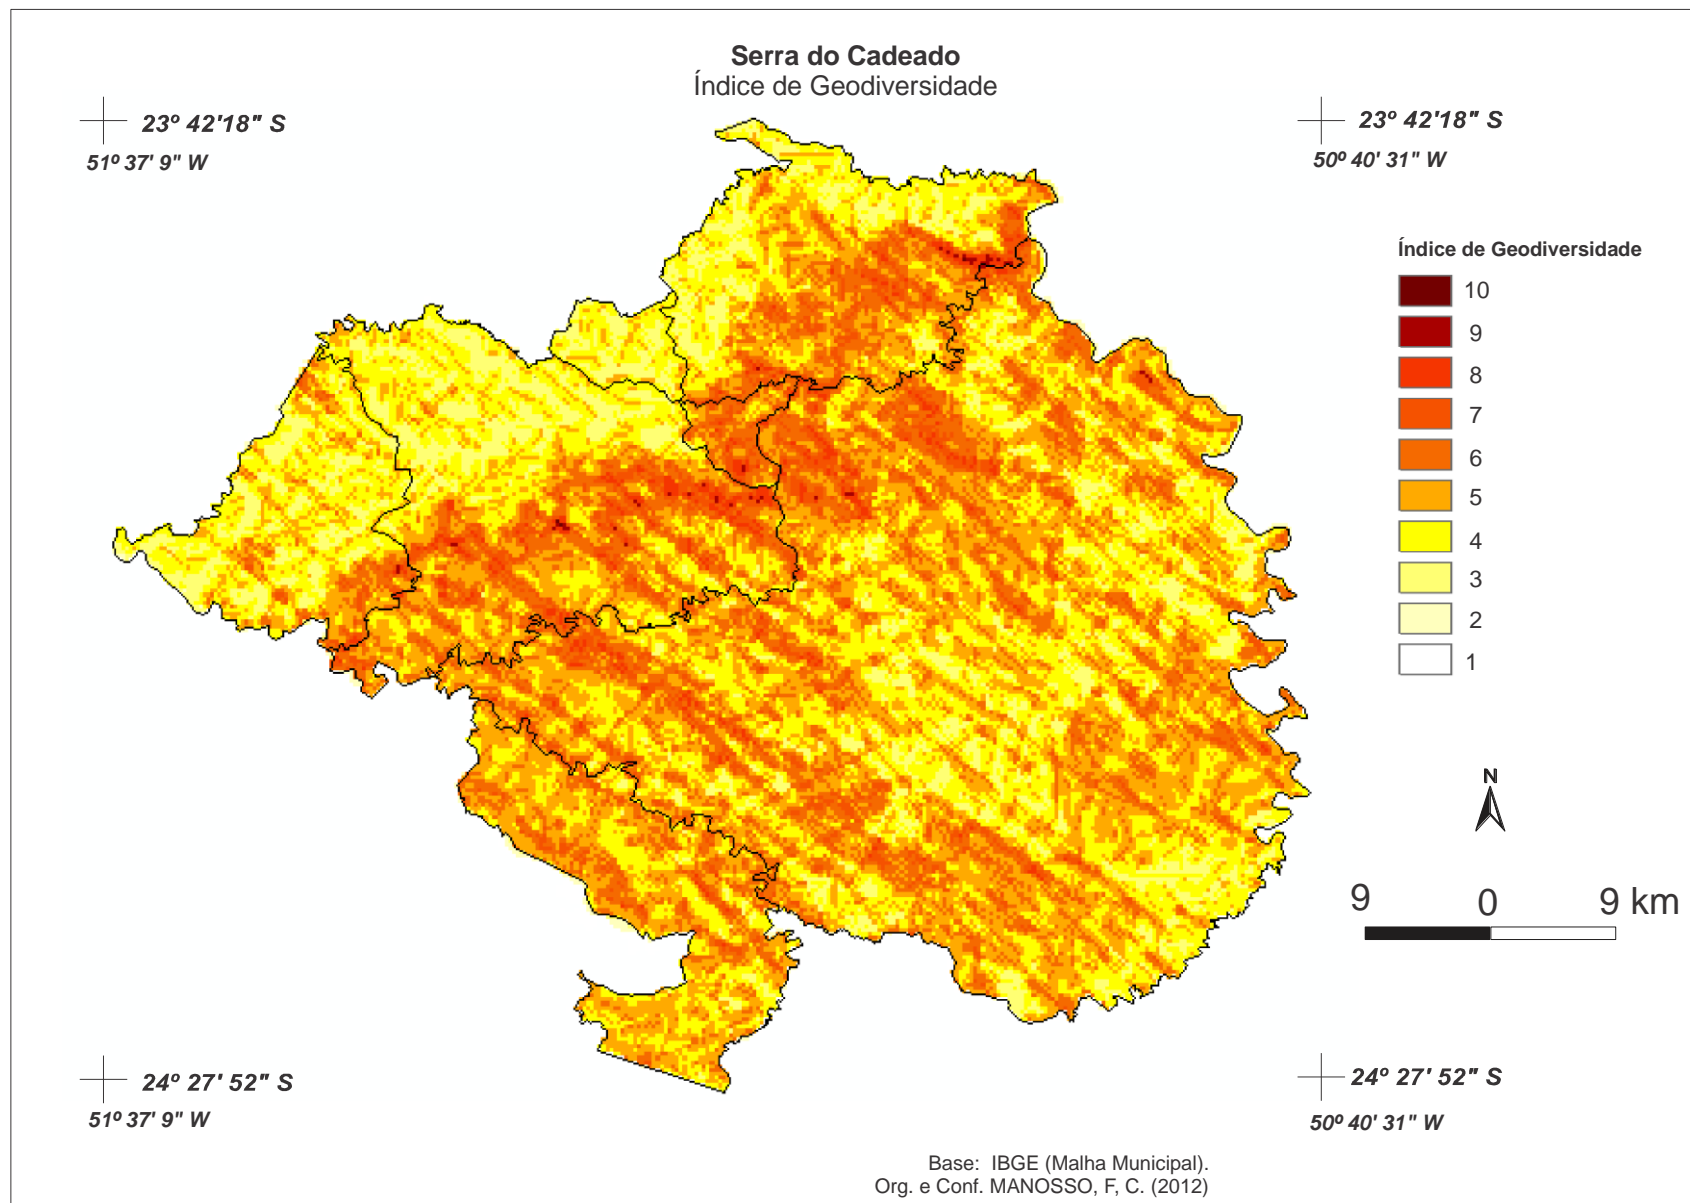 Serra do Cadeado
Índice de Geodiversidade
23º 42'18" S
51º 37' 9" W
23º 42'18" S
50º 40' 31" W
Índice de Geodiversidade
10
9
8
7
6
5
4
3
2
1
N
9 0 9 km
24º 27' 52" S
51º 37' 9" W
24º 27' 52" S
50º 40' 31" W
Base: IBGE (Malha Municipal).
Org. e Conf. MANOSSO, F, C. (2012)